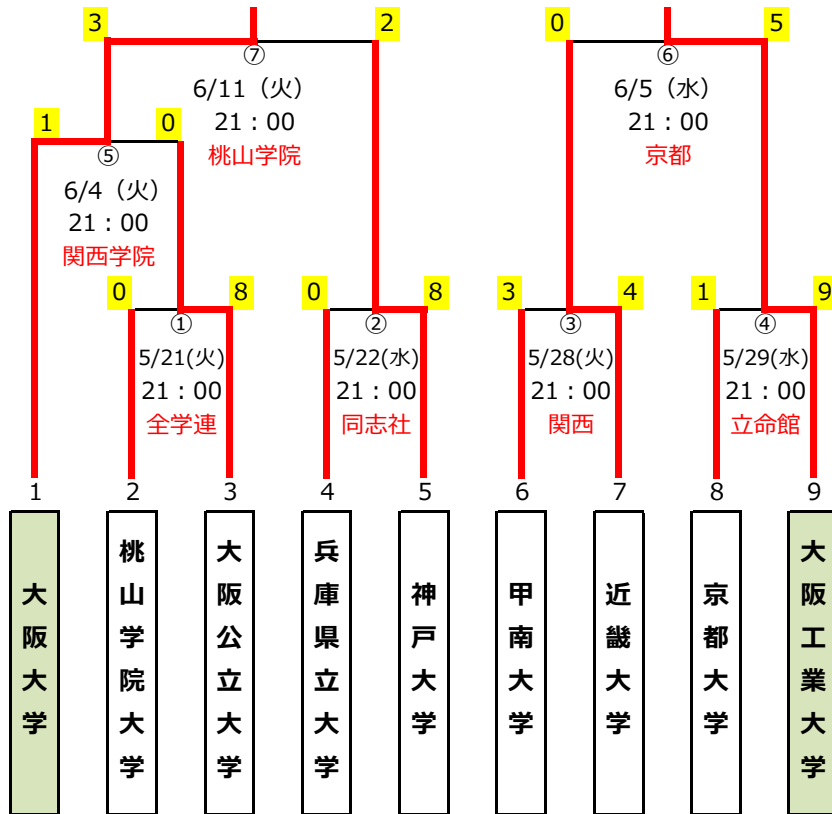 3
2
0
5
⑦
6/11（火）
21：00
桃山学院
⑥
6/5（水）
21：00
京都
1
0
⑤
6/4（火）
21：00
関西学院
0
8
0
8
3
4
1
9
①
5/21(火)
21：00
全学連
②
5/22(水)
21：00
同志社
③
5/28(火)
21：00
関西
④
5/29(水)
21：00
立命館
1
2
3
4
5
6
7
8
9
大阪大学
桃山学院大学
大阪公立大学
兵庫県立大学
神戸大学
甲南大学
近畿大学
京都大学
大阪工業大学